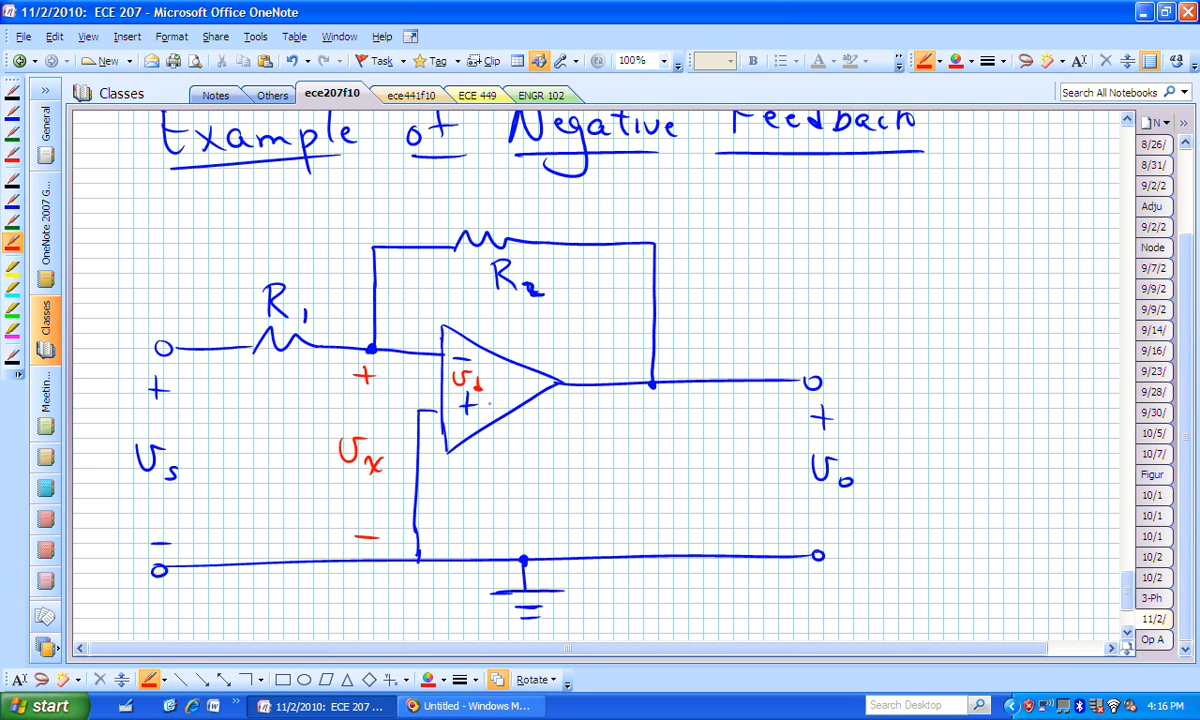 11/2/2010: ECE 207 - Microsoft Office OneNote
File Edit View Insert Format Share Tools Table Window Help
New Task Tag Clip 100% B A ab A
Classes Notes Others ece207f10 ece441f10 ECE 449 ENGR 102 Search All Notebooks
General
OneNote 2007 G...
Classes
Meetin...
Example of Negative Feedback
R2
R1
+ + − vd +
vs vx
− −
+
vo
N
8/26/
8/31/
9/2/2
Adju
9/2/2
Node
9/7/2
9/9/2
9/9/2
9/14/
9/16/
9/23/
9/28/
9/30/
10/5/
10/7/
Figur
10/1
10/1
10/1
10/2
10/2
3-Ph
11/2/
Op A
Rotate
start 11/2/2010: ECE 207 ... Untitled - Windows M... Search Desktop 4:16 PM